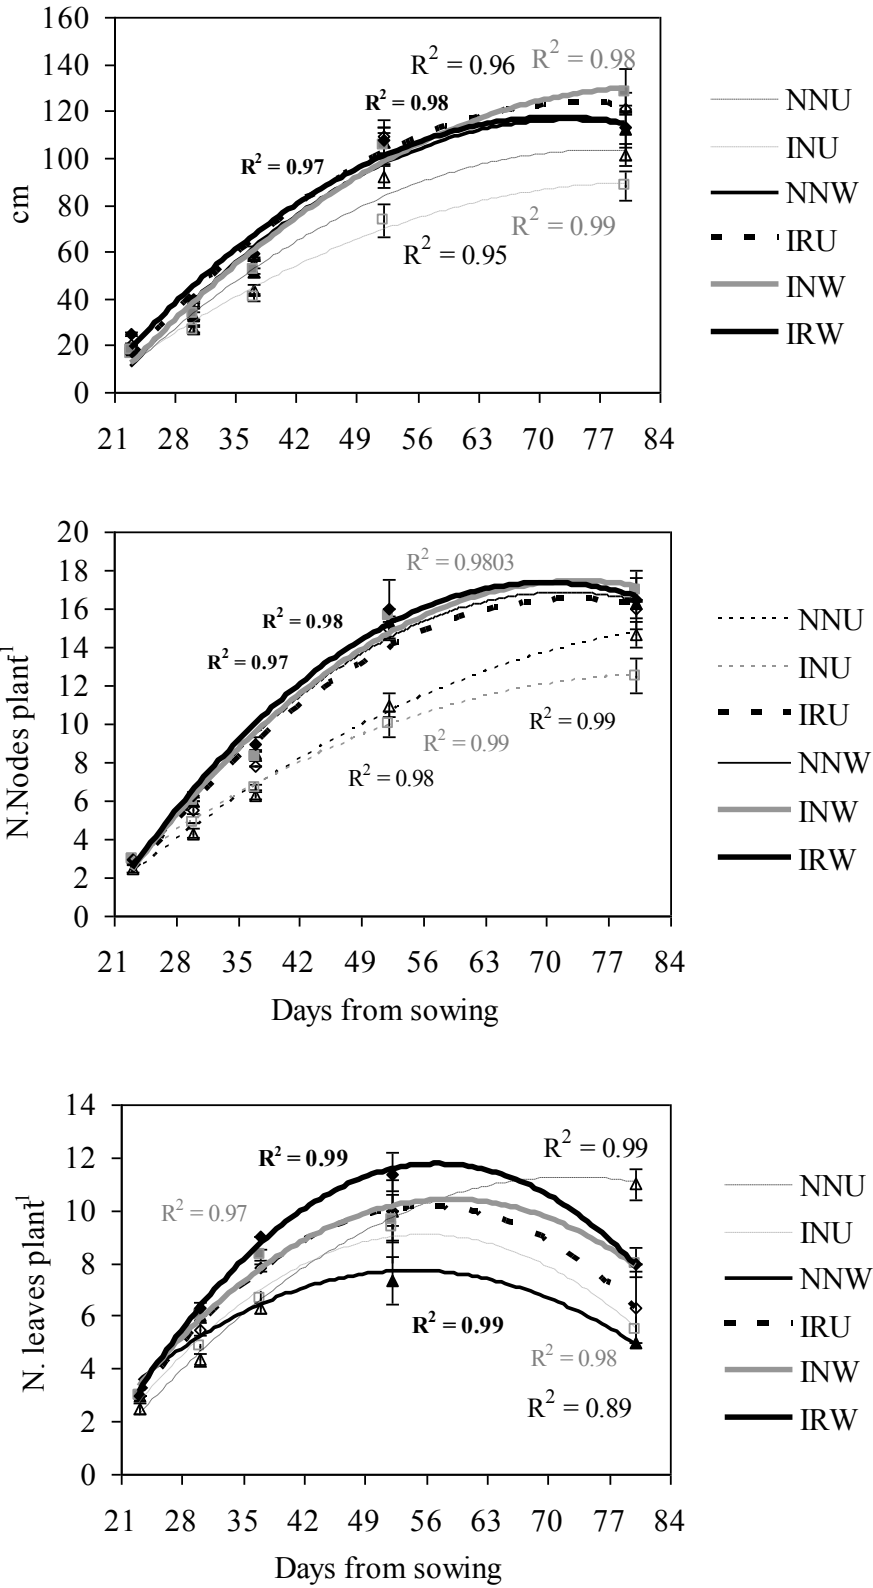 160
140
120
100
80
60
40
20
0
cm
R² = 0.96
R² = 0.98
R² = 0.98
R² = 0.97
R² = 0.99
R² = 0.95
21 28 35 42 49 56 63 70 77 84
NNU
INU
NNW
IRU
INW
IRW
20
18
16
14
12
10
8
6
4
2
0
N.Nodes plant¹
R² = 0.9803
R² = 0.98
R² = 0.97
R² = 0.99
R² = 0.99
R² = 0.98
21 28 35 42 49 56 63 70 77 84
Days from sowing
NNU
INU
IRU
NNW
INW
IRW
14
12
10
8
6
4
2
0
N. leaves plant¹
R² = 0.99
R² = 0.99
R² = 0.97
R² = 0.99
R² = 0.98
R² = 0.89
21 28 35 42 49 56 63 70 77 84
Days from sowing
NNU
INU
NNW
IRU
INW
IRW